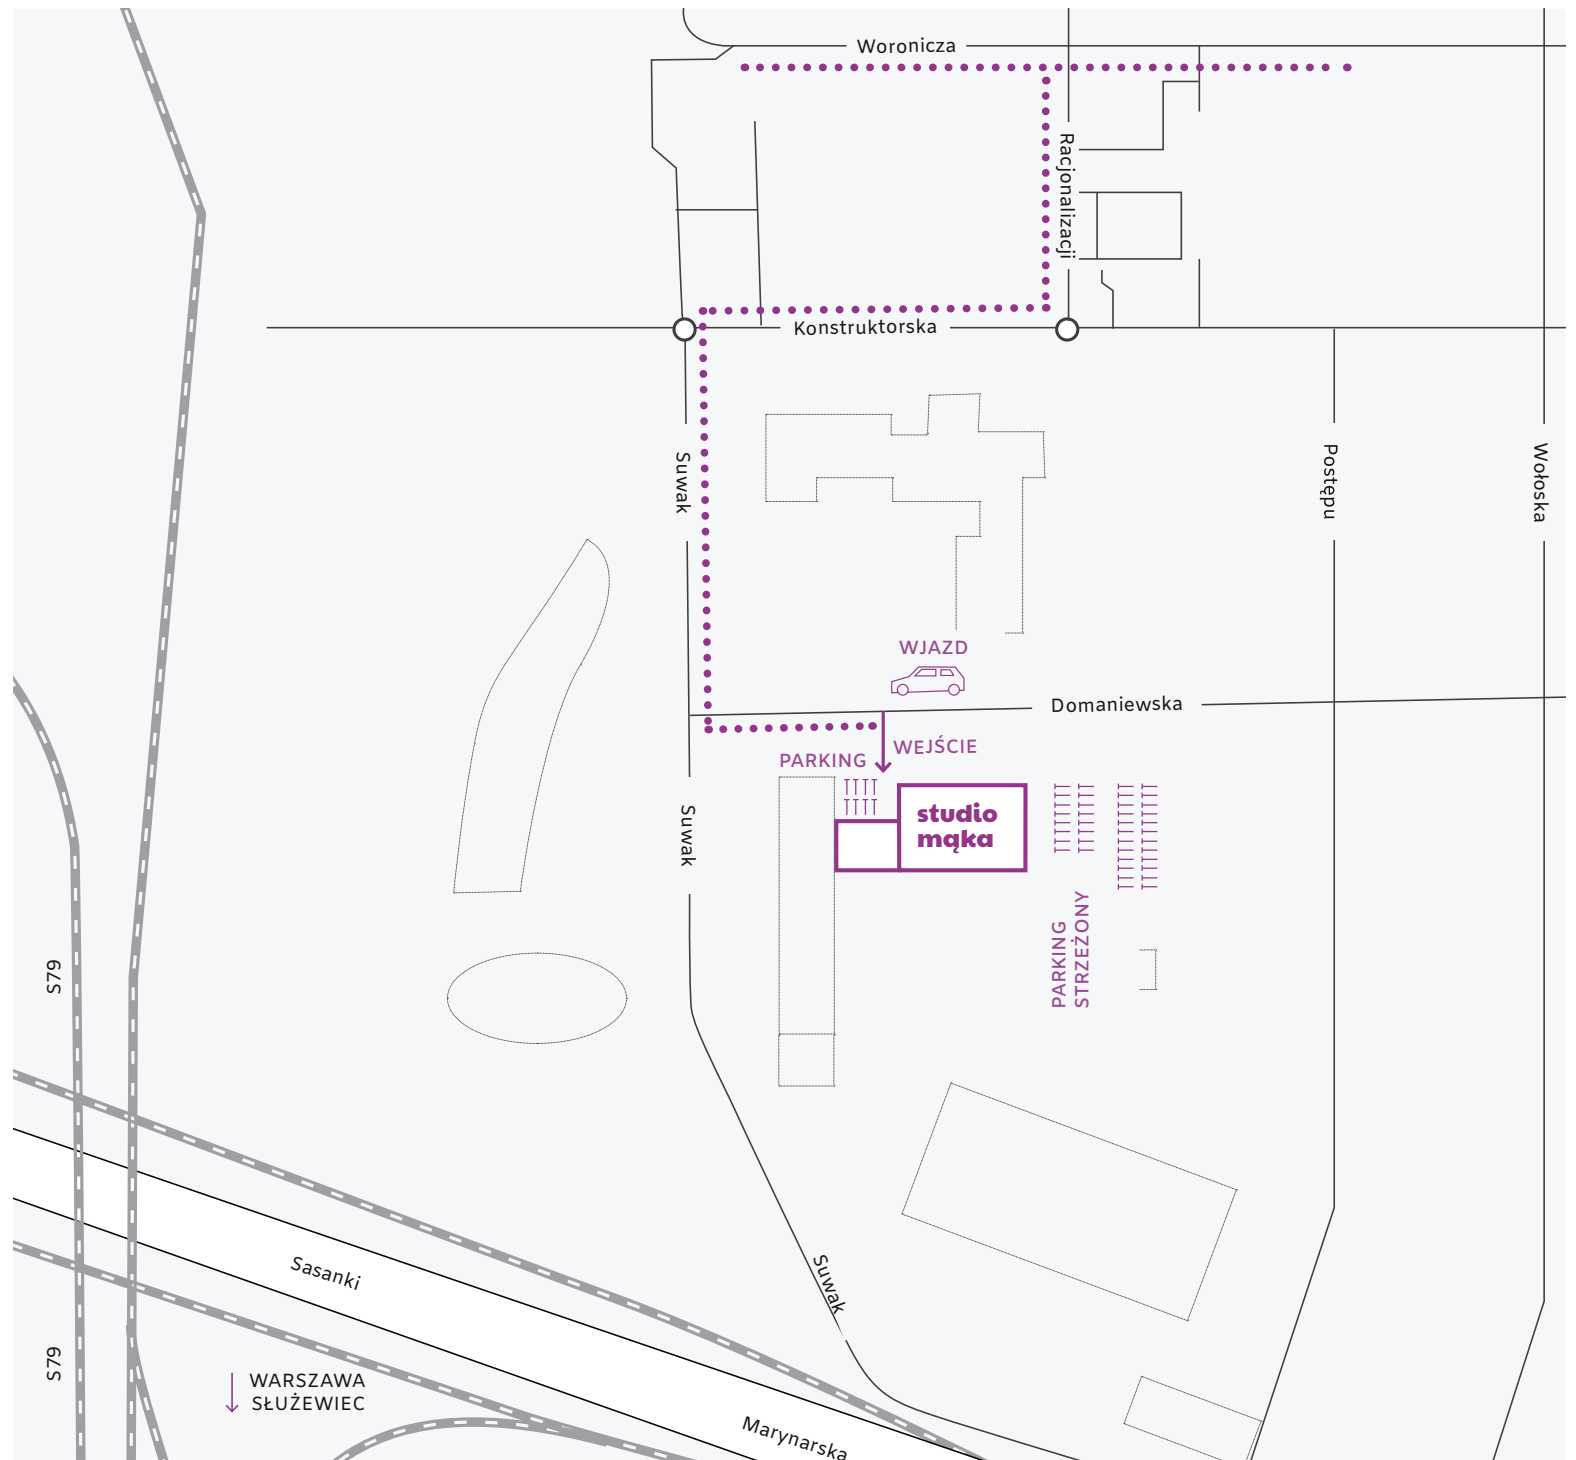 Woronicza
Racjonalizacji
Konstruktorska
Suwak
Postępu
Wołoska
WJAZD
Domaniewska
WEJŚCIE
PARKING
studio
mąka
Suwak
PARKING
STRZEŻONY
S79
Suwak
Sasanki
S79
WARSZAWA
SŁUŻEWIEC
Marynarska